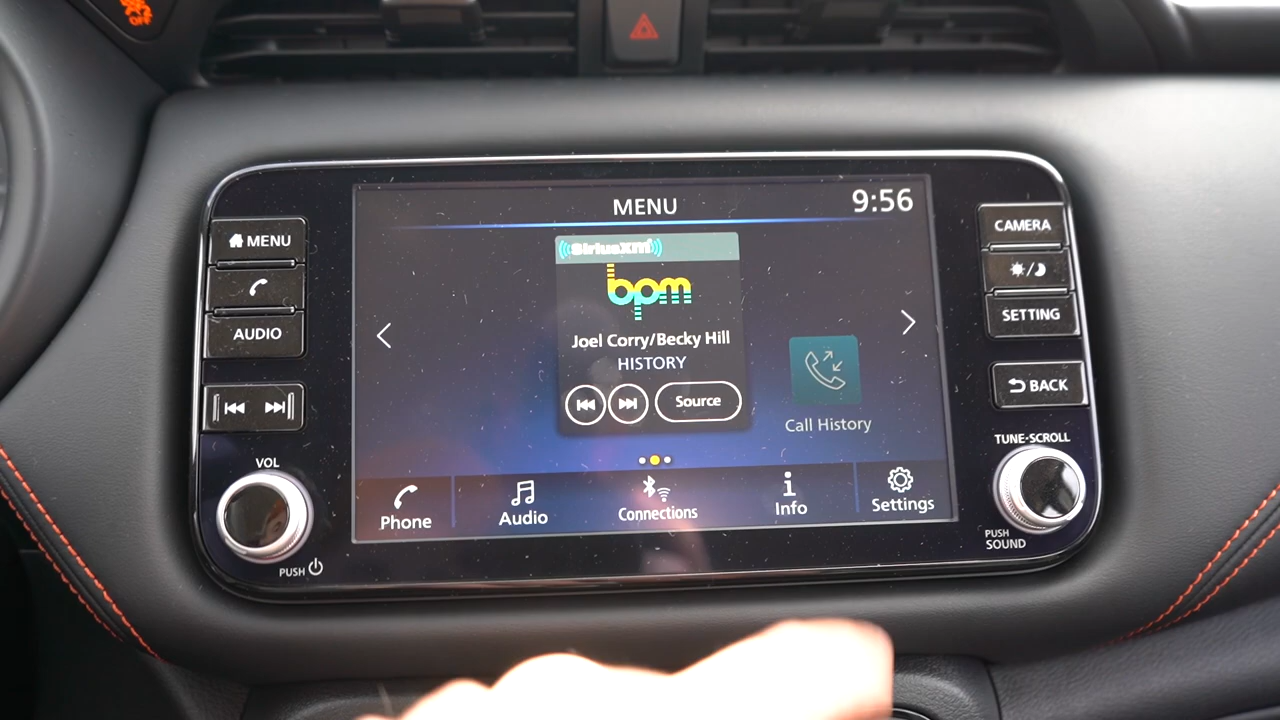 OFF
MENU
9:56
MENU
AUDIO
VOL
PUSH
SiriusXM
bpm
Joel Corry/Becky Hill
HISTORY
Source
Call History
Phone
Audio
Connections
Info
Settings
CAMERA
SETTING
BACK
TUNE·SCROLL
PUSH
SOUND